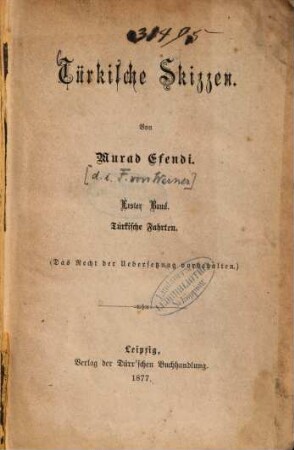 31495
Türkische Skizzen.
Von
Murad Efendi.
[d. i. F. von Werner]
Erster Band.
Türkische Fahrten.
(Das Recht der Uebersetzung vorbehalten.)
Leipzig,
Verlag der Dürr'schen Buchhandlung.
1877.